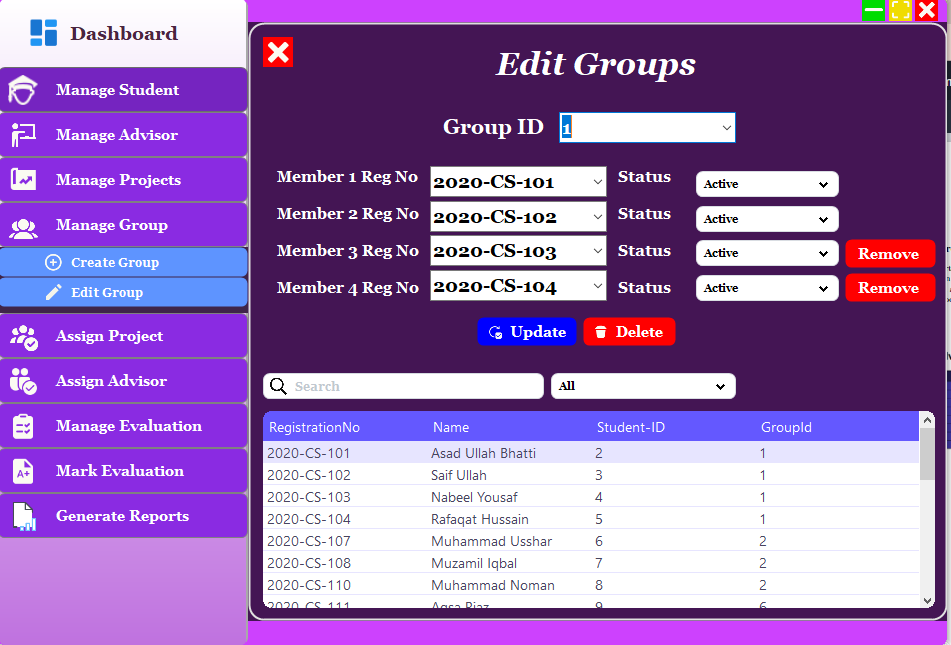 Dashboard
Manage Student
Manage Advisor
Manage Projects
Manage Group
Create Group
Edit Group
Assign Project
Assign Advisor
Manage Evaluation
A+ Mark Evaluation
Generate Reports
Edit Groups
Group ID 1
Member 1 Reg No 2020-CS-101 Status Active
Member 2 Reg No 2020-CS-102 Status Active
Member 3 Reg No 2020-CS-103 Status Active Remove
Member 4 Reg No 2020-CS-104 Status Active Remove
Update Delete
Search All
RegistrationNo Name Student-ID GroupId
2020-CS-101 Asad Ullah Bhatti 2 1
2020-CS-102 Saif Ullah 3 1
2020-CS-103 Nabeel Yousaf 4 1
2020-CS-104 Rafaqat Hussain 5 1
2020-CS-107 Muhammad Usshar 6 2
2020-CS-108 Muzamil Iqbal 7 2
2020-CS-110 Muhammad Noman 8 2
2020-CS-111 Aqsa Riaz 9 6